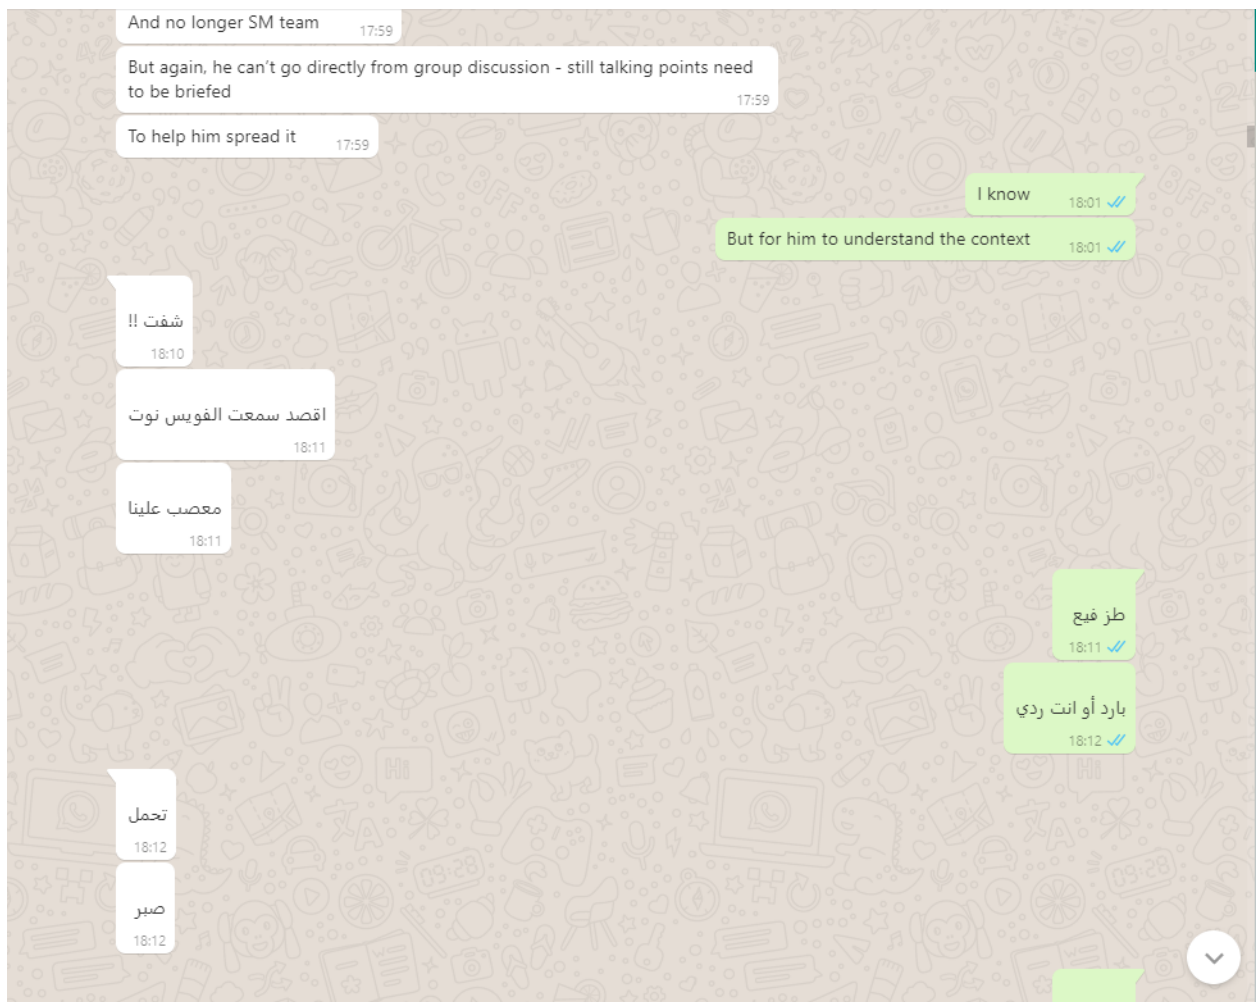 And no longer SM team
17:59
But again, he can’t go directly from group discussion - still talking points need
to be briefed
17:59
To help him spread it
17:59
I know
18:01
But for him to understand the context
18:01
شفت !!
18:10
اقصد سمعت الفويس نوت
18:11
معصب علينا
18:11
طز فيع
18:11
بارد أو انت ردي
18:12
تحمل
18:12
صبر
18:12